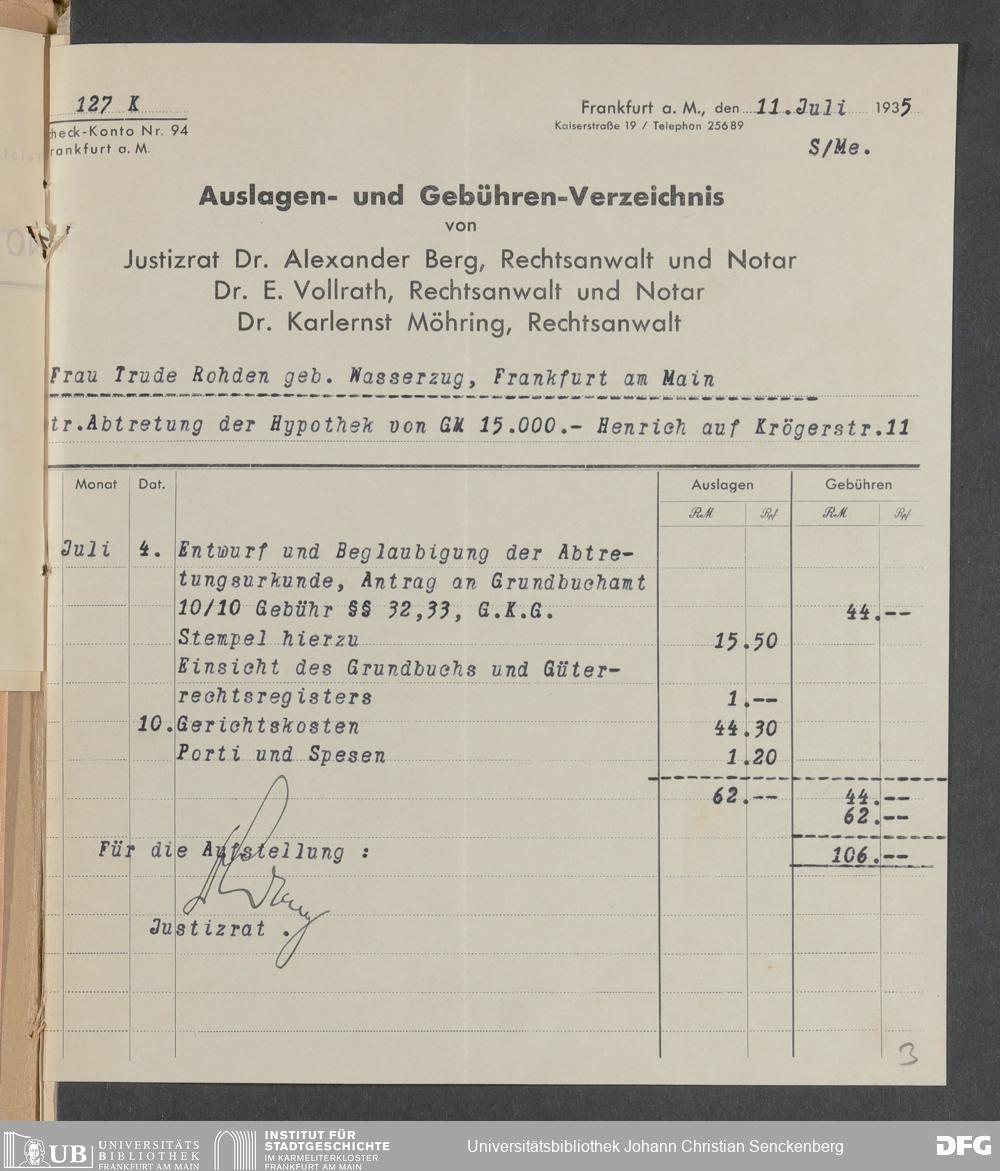 127 K
Frankfurt a. M., den 11.Juli 1935
heck-Konto Nr. 94
Kaiserstraße 19 / Telephon 25689
rankfurt a. M.
S/Me.
Auslagen- und Gebühren-Verzeichnis
von
Justizrat Dr. Alexander Berg, Rechtsanwalt und Notar
Dr. E. Vollrath, Rechtsanwalt und Notar
Dr. Karlernst Möhring, Rechtsanwalt
Frau Trude Rohden geb. Wasserzug, Frankfurt am Main
tr.Abtretung der Hypothek von GM 15.000.- Henrich auf Krögerstr.11
Monat Dat. Auslagen Gebühren
RM Rpf RM Rpf
Juli 4. Entwurf und Beglaubigung der Abtre-
tungsurkunde, Antrag an Grundbuchamt
10/10 Gebühr §§ 32,33, G.K.G. 44.--
Stempel hierzu 15.50
Einsicht des Grundbuchs und Güter-
rechtsregisters 1.--
10.Gerichtskosten 44.30
Porti und Spesen 1.20
62.-- 44.--
62.--
Für die Aufstellung : 106.--
Justizrat .
3
UB UNIVERSITÄTS
BIBLIOTHEK
FRANKFURT AM MAIN
INSTITUT FÜR
STADTGESCHICHTE
IM KARMELITERKLOSTER
FRANKFURT AM MAIN
Universitätsbibliothek Johann Christian Senckenberg
DFG